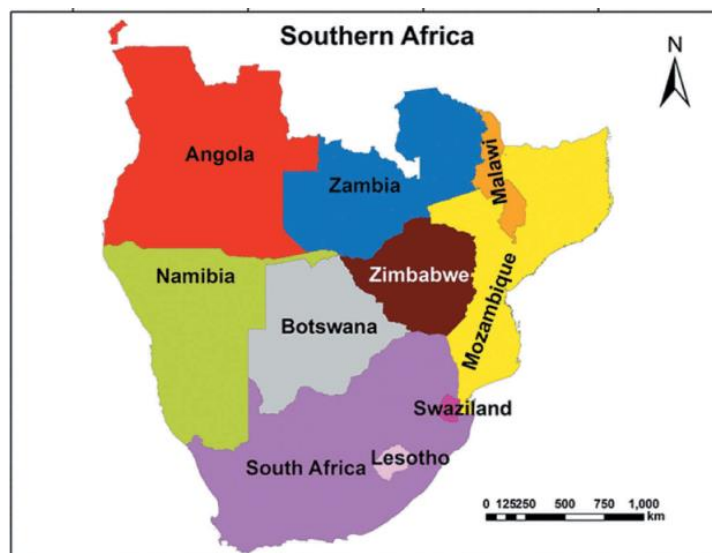 Southern Africa
N
Angola
Zambia
Malawi
Namibia
Zimbabwe
Mozambique
Botswana
Swaziland
South Africa
Lesotho
0 125250 500 750 1,000
km